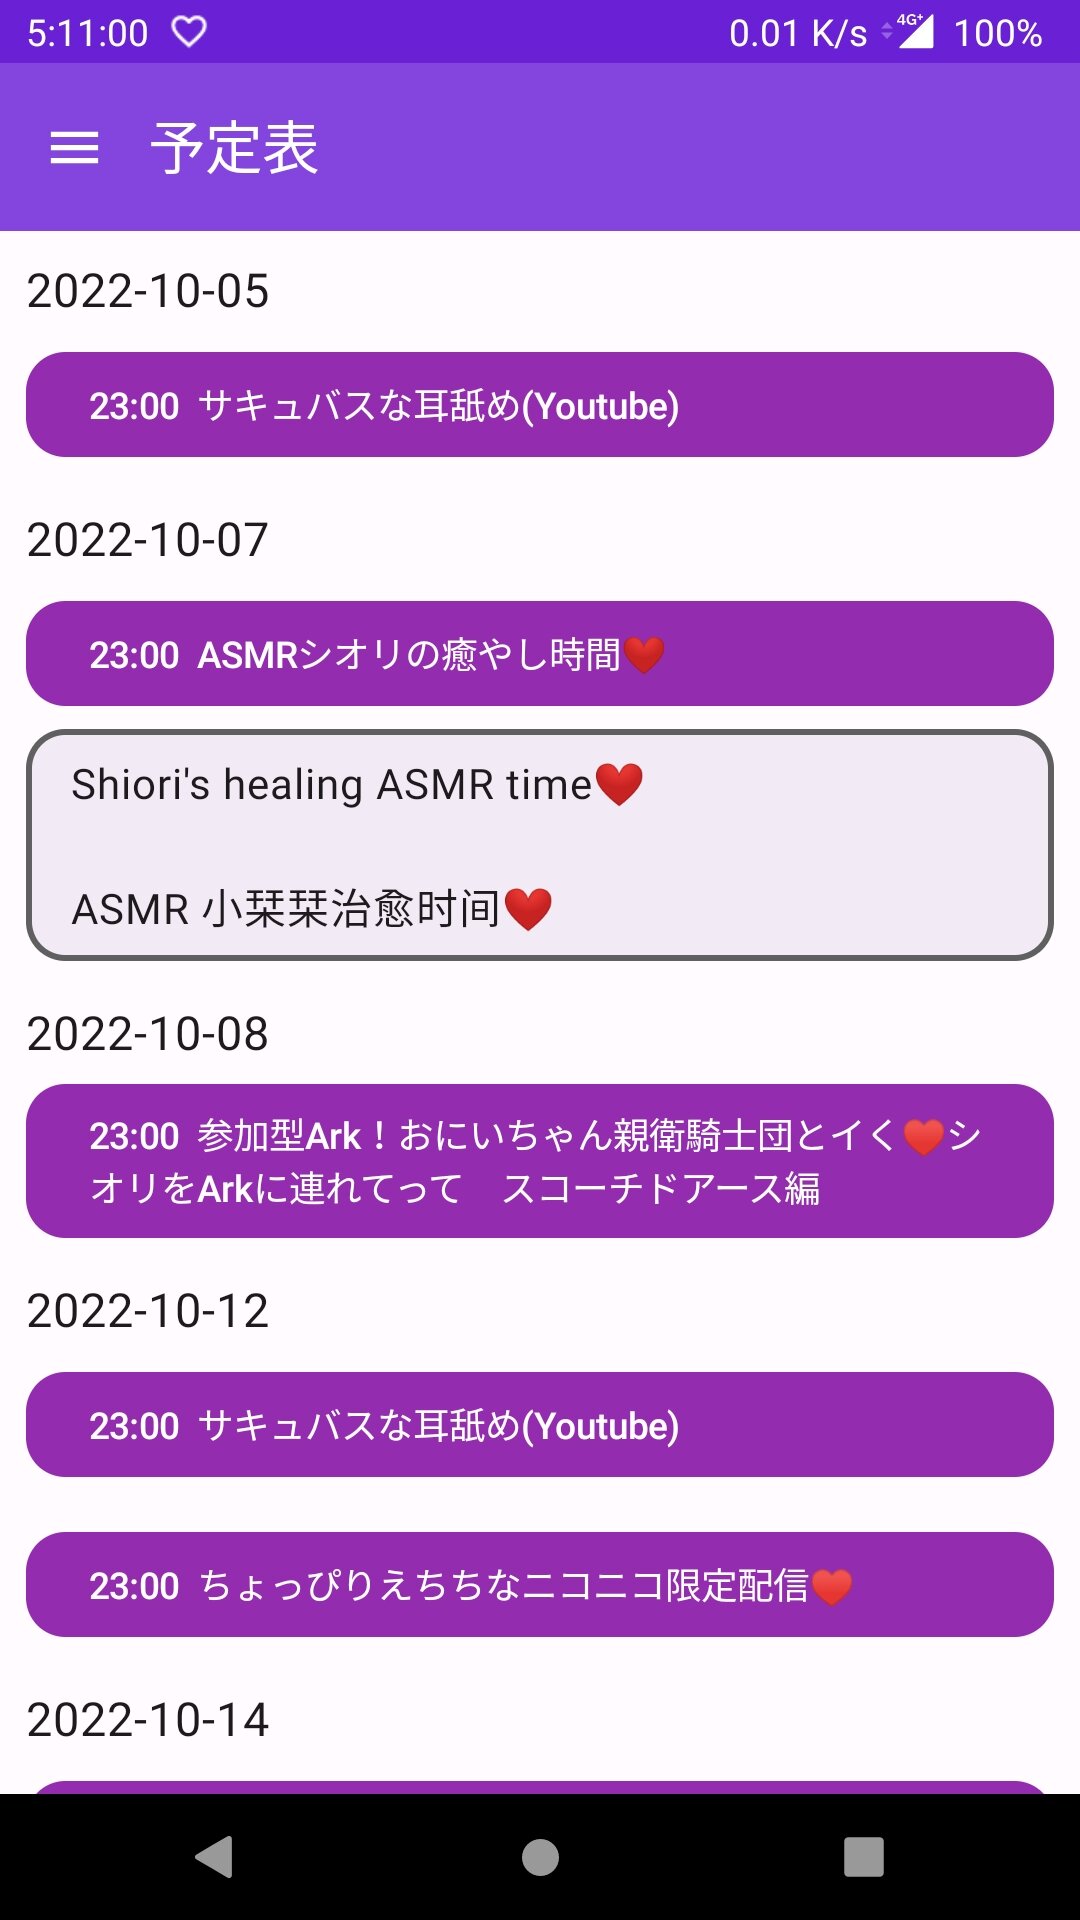 5:11:00 0.01 K/s 4G+ 100%
予定表
2022-10-05
23:00 サキュバスな耳舐め(Youtube)
2022-10-07
23:00 ASMRシオリの癒やし時間❤️
Shiori's healing ASMR time❤️
ASMR 小栞栞治愈时间❤️
2022-10-08
23:00 参加型Ark！おにいちゃん親衛騎士団とイく♥️シ
オリをArkに連れてって　スコーチドアース編
2022-10-12
23:00 サキュバスな耳舐め(Youtube)
23:00 ちょっぴりえちちなニコニコ限定配信♥️
2022-10-14